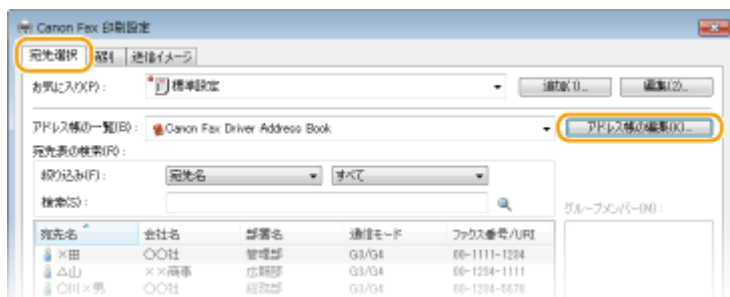 Canon Fax 印刷設定
宛先選択 特別 送信イメージ
お気に入り(P): 標準設定 追加(1)... 編集(2)...
アドレス帳の一覧(B): Canon Fax Driver Address Book アドレス帳の編集(K)...
宛先表の検索(R):
絞り込み(F): 宛先名 すべて
検索(S):
グループメンバー(M):
宛先名 会社名 部署名 通信モード ファクス番号/URI
×田 〇〇社 管理部 G3/G4 00-1111-1234
△山 ××商事 広報部 G3/G4 00-1234-1111
〇川×男 〇〇社 総務部 G3/G4 00-1234-5678